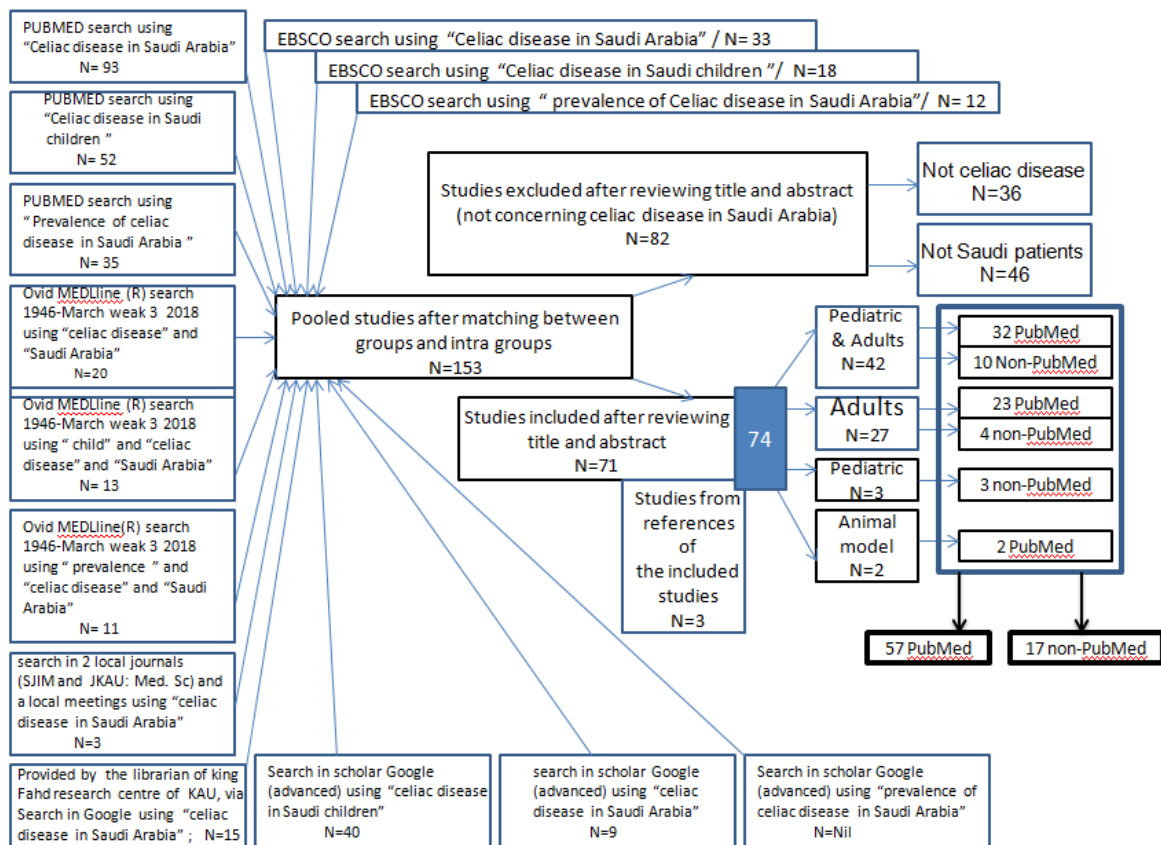 PUBMED search using
“Celiac disease in Saudi Arabia”
N= 93
PUBMED search using
“Celiac disease in Saudi
children ”
N= 52
PUBMED search using
“ Prevalence of celiac
disease in Saudi Arabia ”
N= 35
Ovid MEDLline (R) search
1946-March weak 3 2018
using “celiac disease” and
“Saudi Arabia”
N=20
Ovid MEDLline (R) search
1946-March weak 3 2018
using “ child” and “celiac
disease” and “Saudi Arabia”
N= 13
Ovid MEDLline(R) search
1946-March weak 3 2018
using “ prevalence ” and
“celiac disease” and “Saudi
Arabia”
N= 11
search in 2 local journals
(SJIM and JKAU: Med. Sc) and
a local meetings using “celiac
disease in Saudi Arabia”
N=3
Provided by the librarian of king
Fahd research centre of KAU, via
Search in Google using “celiac
disease in Saudi Arabia” ; N=15
EBSCO search using “Celiac disease in Saudi Arabia” / N= 33
EBSCO search using “Celiac disease in Saudi children ”/ N=18
EBSCO search using “ prevalence of Celiac disease in Saudi Arabia”/ N= 12
Studies excluded after reviewing title and abstract
(not concerning celiac disease in Saudi Arabia)
N=82
Not celiac disease
N=36
Not Saudi patients
N=46
Pooled studies after matching between
groups and intra groups
N=153
Studies included after reviewing
title and abstract
N=71
74
Studies from
references
of
the included
studies
N=3
Pediatric
& Adults
N=42
Adults
N=27
Pediatric
N=3
Animal
model
N=2
32 PubMed
10 Non-PubMed
23 PubMed
4 non-PubMed
3 non-PubMed
2 PubMed
57 PubMed
17 non-PubMed
Search in scholar Google
(advanced) using “celiac disease
in Saudi children”
N=40
search in scholar Google
(advanced) using “celiac
disease in Saudi Arabia”
N=9
Search in scholar Google
(advanced) using “prevalence of
celiac disease in Saudi Arabia”
N=Nil